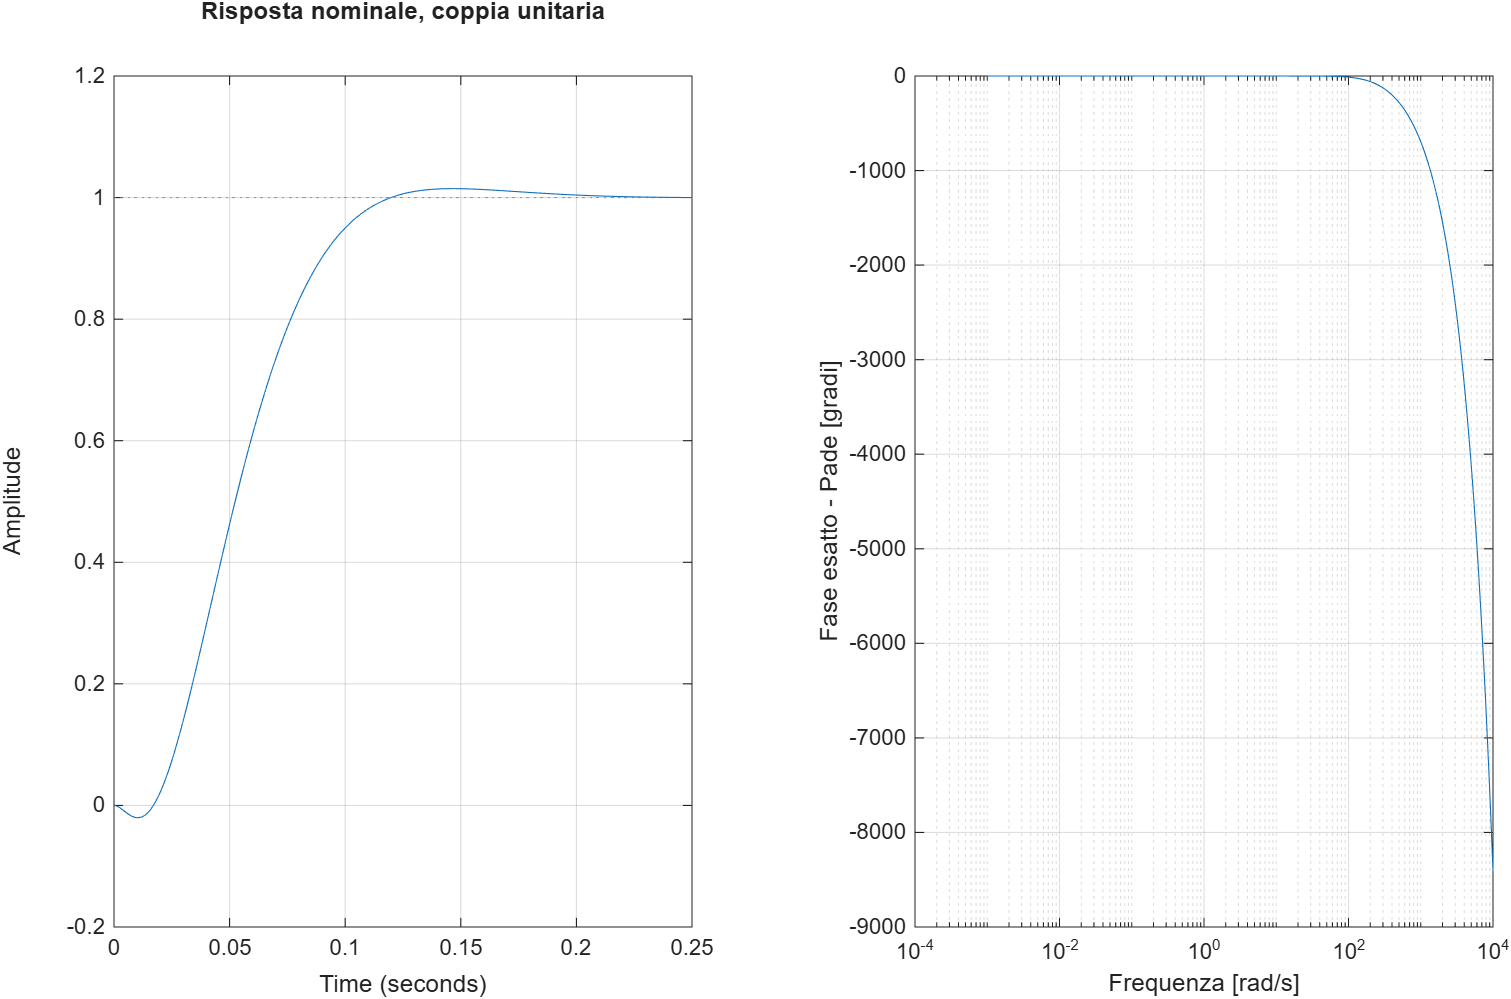 Risposta nominale, coppia unitaria
1.2
1
0.8
0.6
0.4
0.2
0
-0.2
Amplitude
0 0.05 0.1 0.15 0.2 0.25
Time (seconds)
0
-1000
-2000
-3000
-4000
-5000
-6000
-7000
-8000
-9000
Fase esatto - Pade [gradi]
10^-4 10^-2 10^0 10^2 10^4
Frequenza [rad/s]